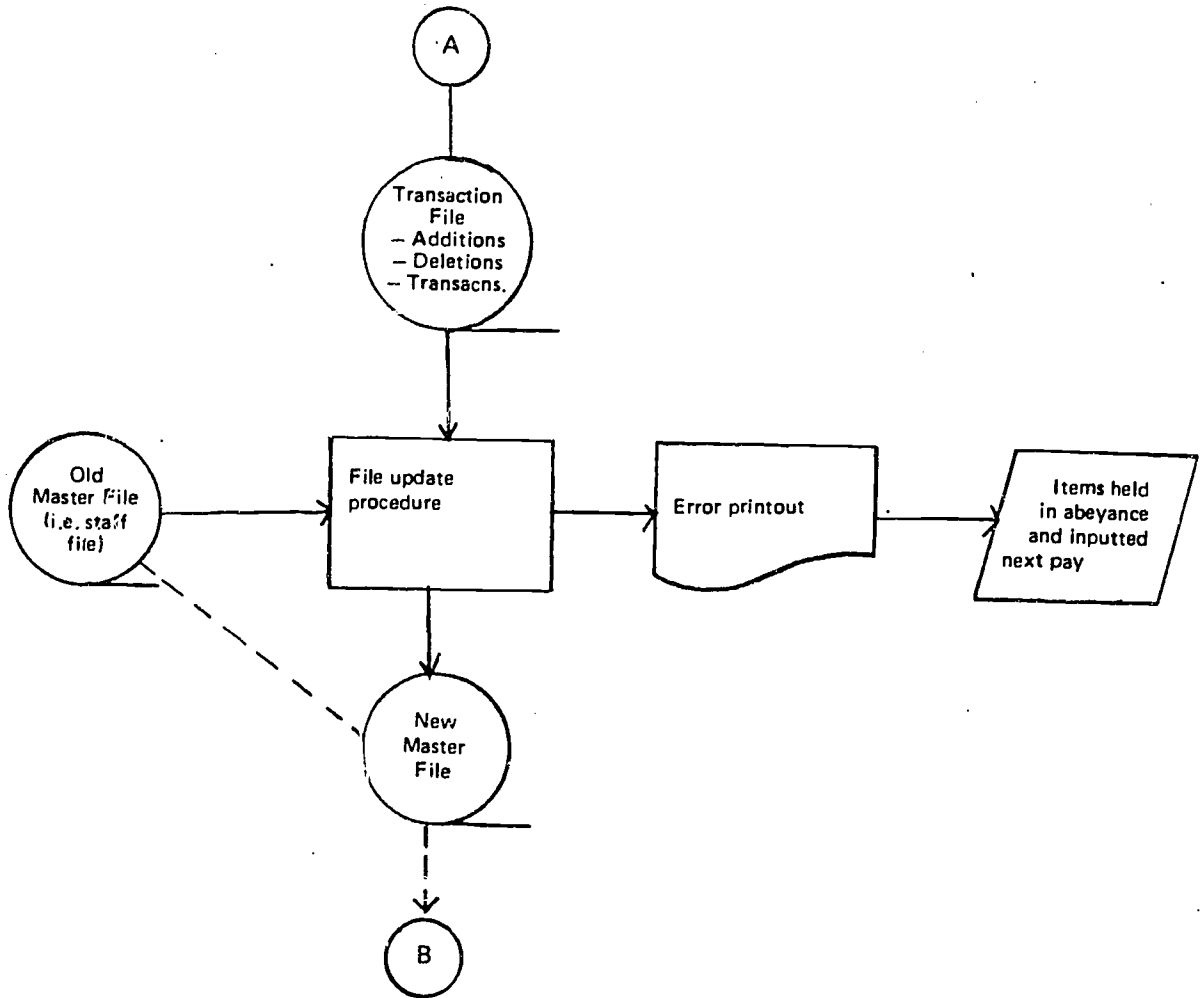 A
Transaction
File
– Additions
– Deletions
– Transacns.
Old
Master File
(i.e. staff
file)
File update
procedure
Error printout
Items held
in abeyance
and inputted
next pay
New
Master
File
B